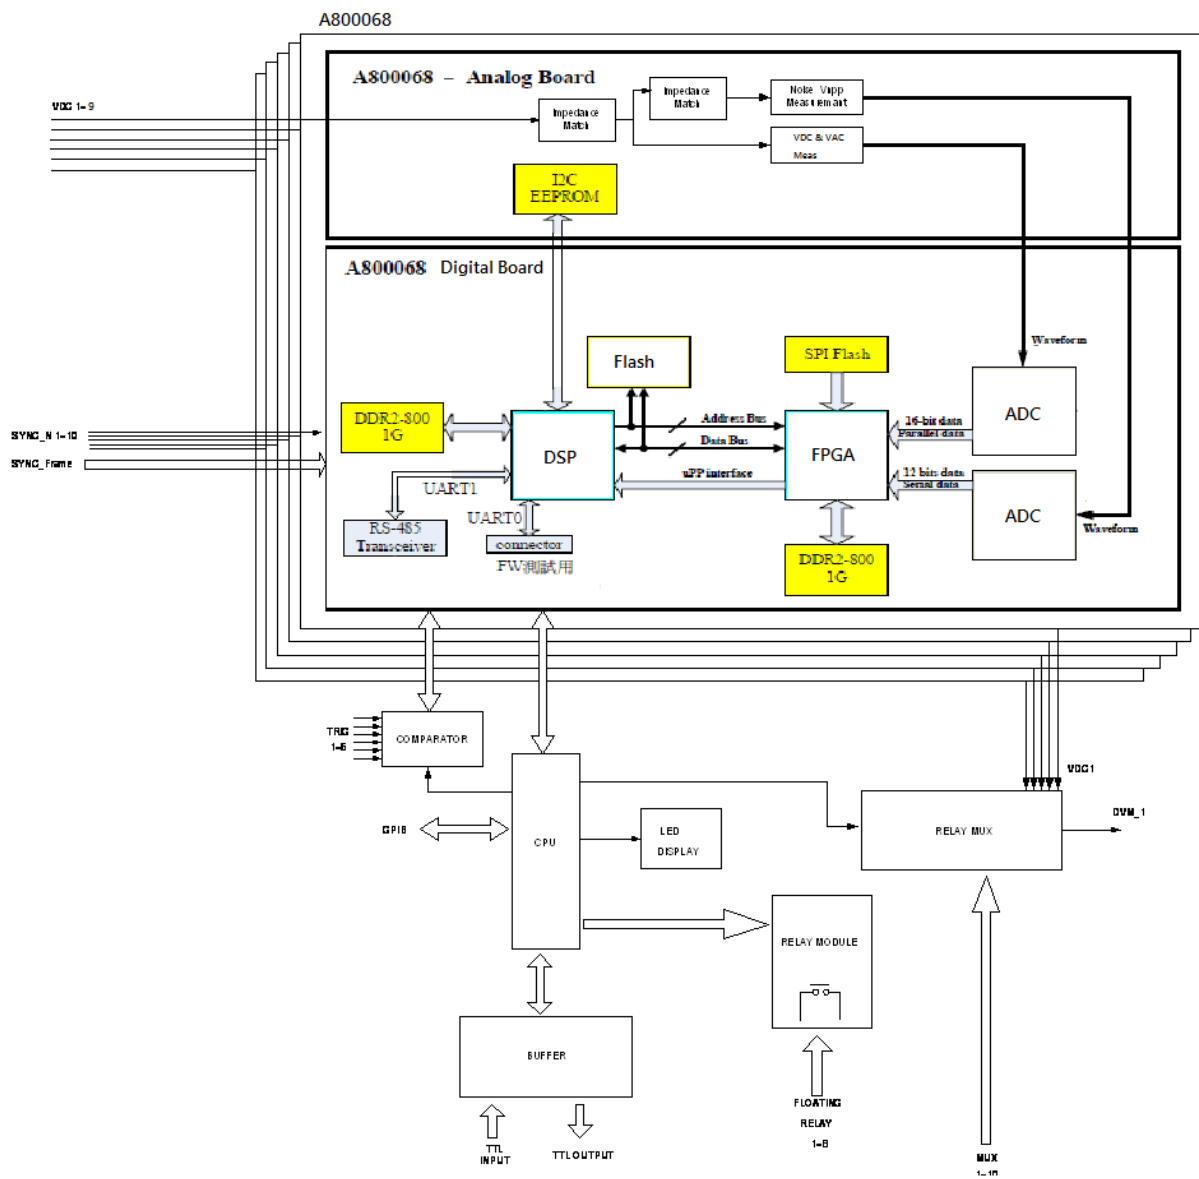 A800068
A800068 – Analog Board
VDC 1-9
Impedance
Match
Impedance
Match
Noise Vnpp
Measurement
VDC & VAC
Meas
I2C
EEPROM
A800068 Digital Board
Waveform
Flash
SPI Flash
DDR2-800
1G
Address Bus
16-bit data
Parallel data
ADC
SYNC_N 1-10
SYNC_Frame
DSP
Data Bus
FPGA
UART1
uPP interface
12 bits data
Serial data
ADC
Waveform
UART0
RS-485
Transceiver
connector
FW測試用
DDR2-800
1G
TRIG
1-6
COMPARATOR
VDC1
GPIB
CPU
LED
DISPLAY
RELAY MUX
DVM_1
RELAY MODULE
BUFFER
FLOATING
RELAY
1-6
TTL
INPUT
TTL OUTPUT
MUX
1-10